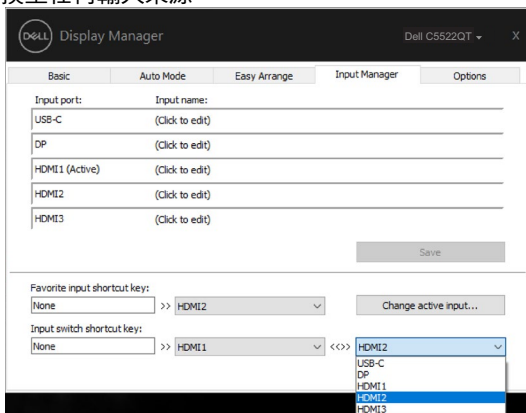 DELL Display Manager Dell C5522QT X
Basic Auto Mode Easy Arrange Input Manager Options
Input port: Input name:
USB-C (Click to edit)
DP (Click to edit)
HDMI1 (Active) (Click to edit)
HDMI2 (Click to edit)
HDMI3 (Click to edit)
Save
Favorite input shortcut key:
None >> HDMI2 Change active input...
Input switch shortcut key:
None >> HDMI1 <<>> HDMI2
USB-C
DP
HDMI1
HDMI2
HDMI3